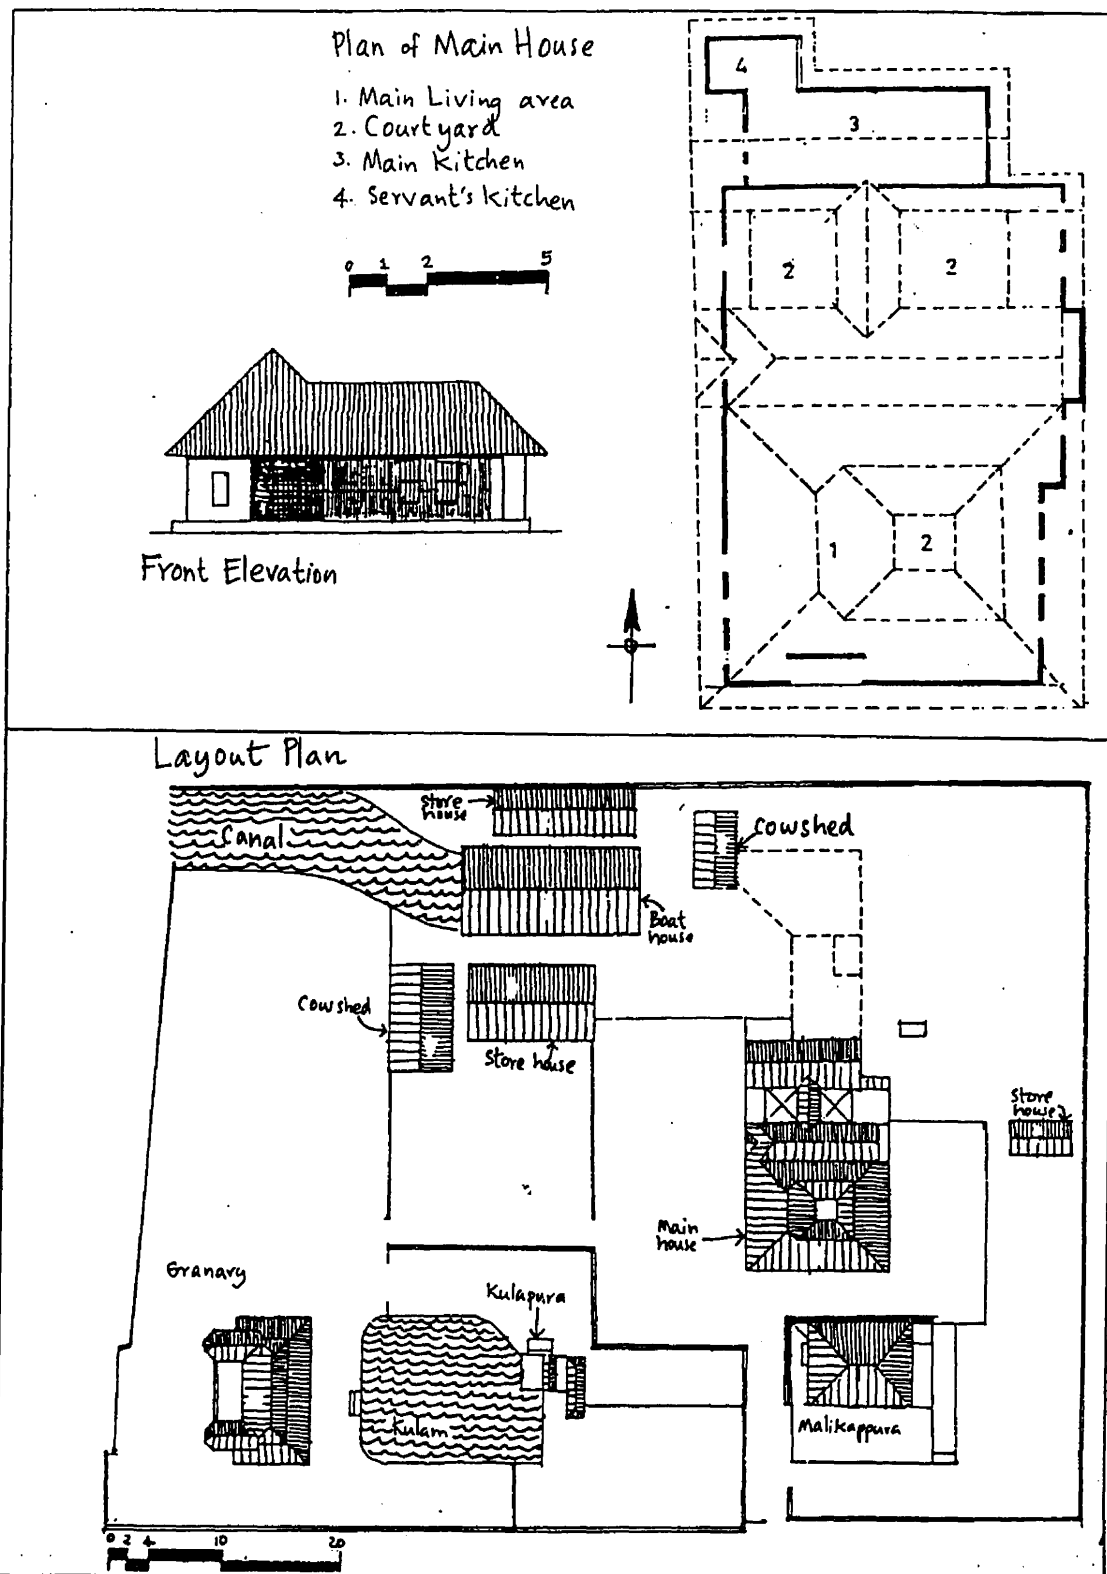 Plan of Main House
1. Main Living area
2. Courtyard
3. Main Kitchen
4. Servant's Kitchen
0 1 2 5
4
3
2 2
1 2
Front Elevation
Layout Plan
Store
house
Canal
Cowshed
Boat
house
Cowshed
Store house
Store
house
Main
house
Granary
Kulapura
Kulam
Malikappura
0 2 4 10 20